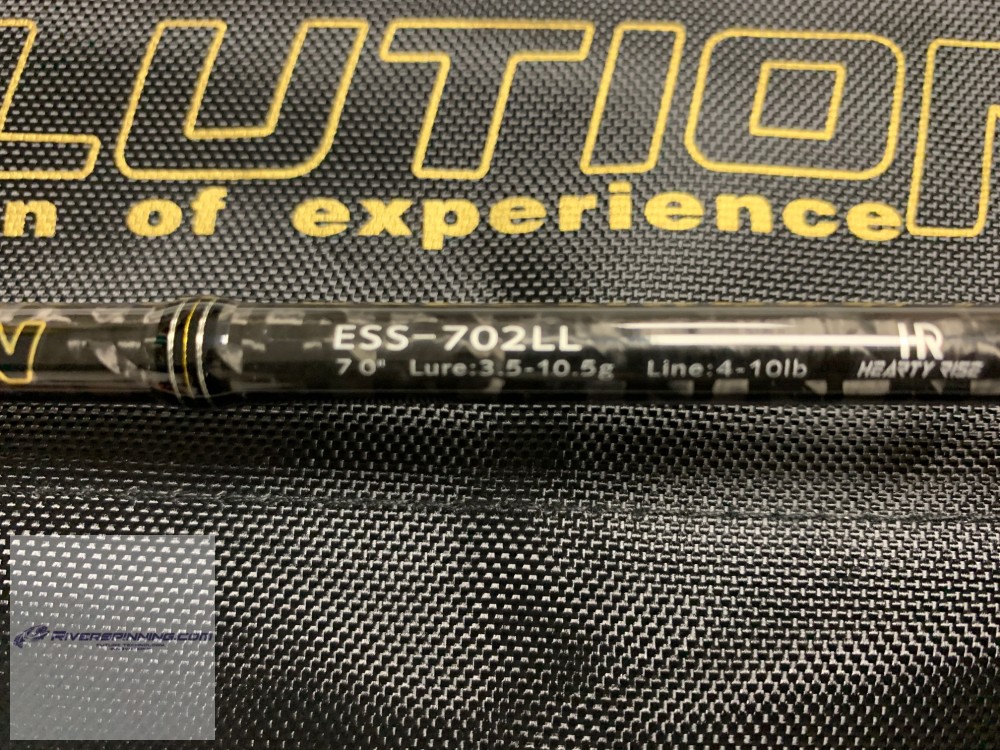 LUTION
n of experience
ESS-702LL
7'0" Lure:3.5-10.5g Line:4-10lb
HR
HEARTY RISE
Riverspinning.com